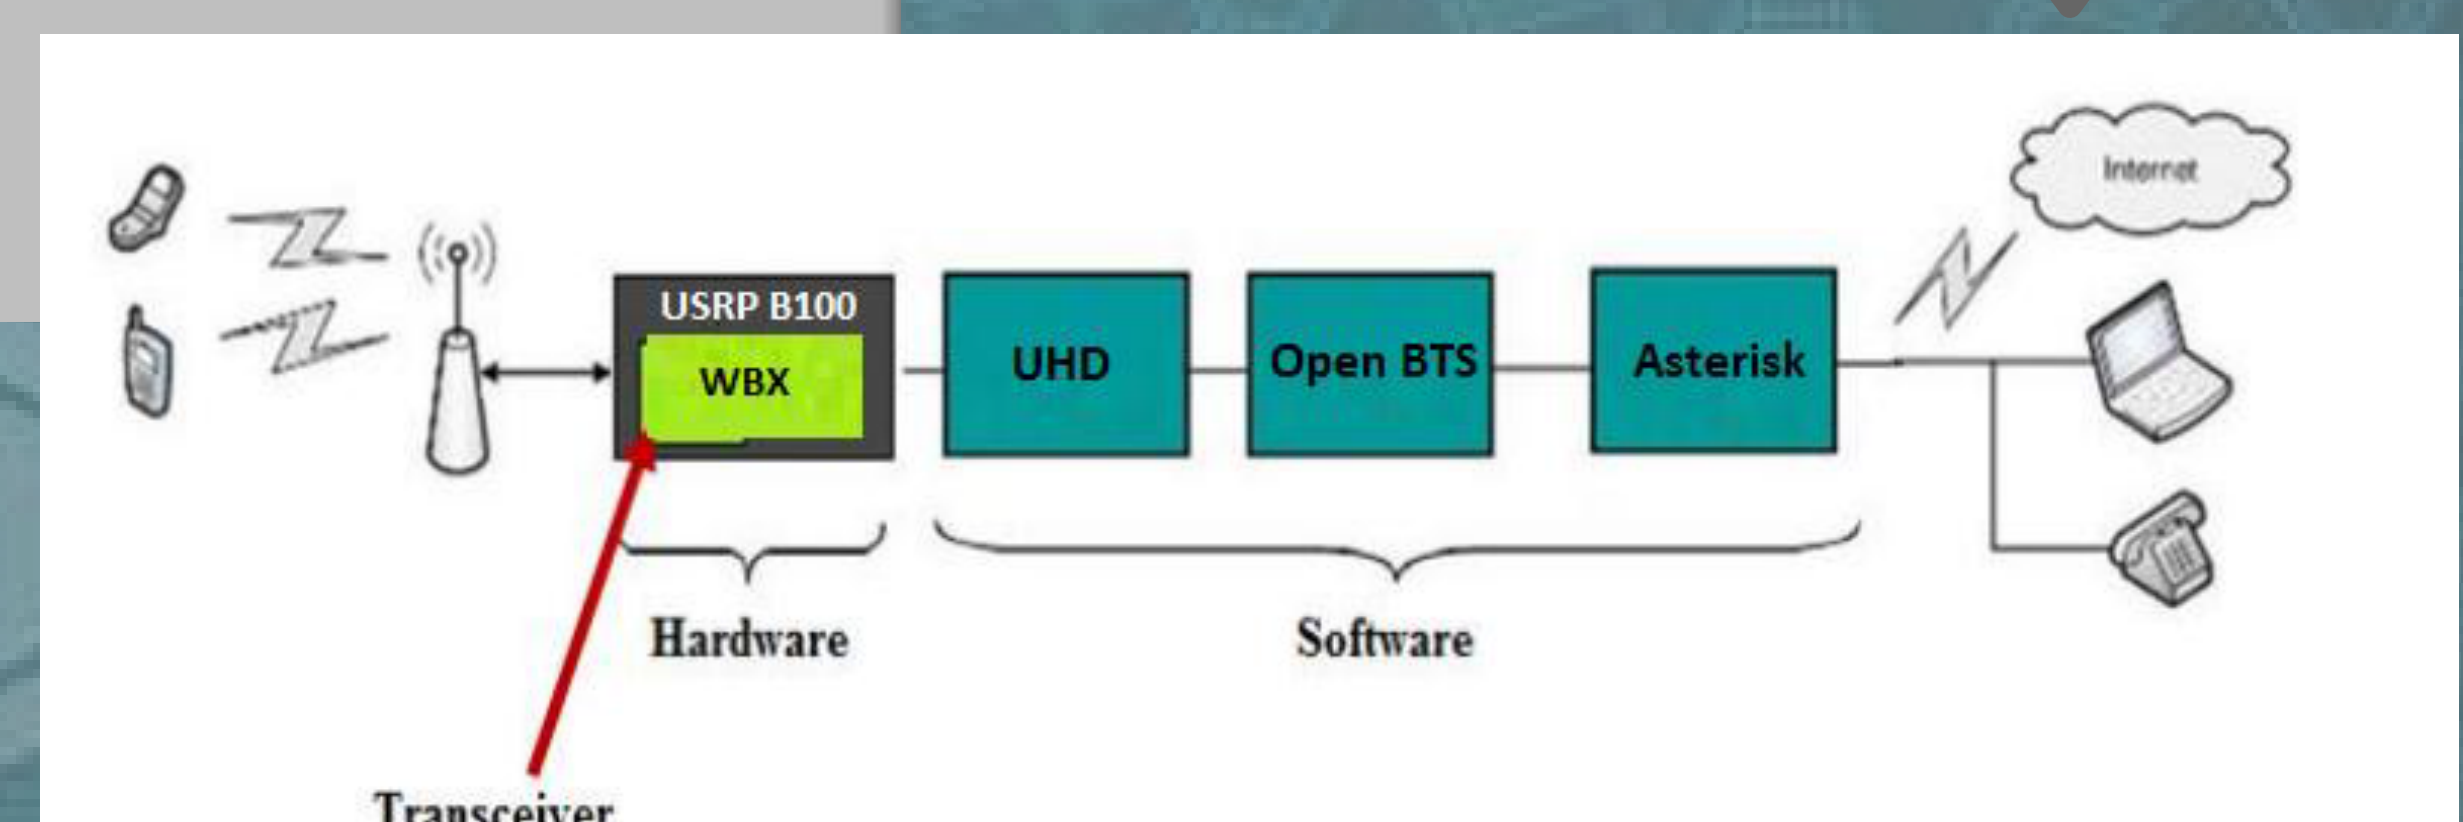 Internet
USRP B100
WBX
UHD
Open BTS
Asterisk
Hardware
Software
Transceiver